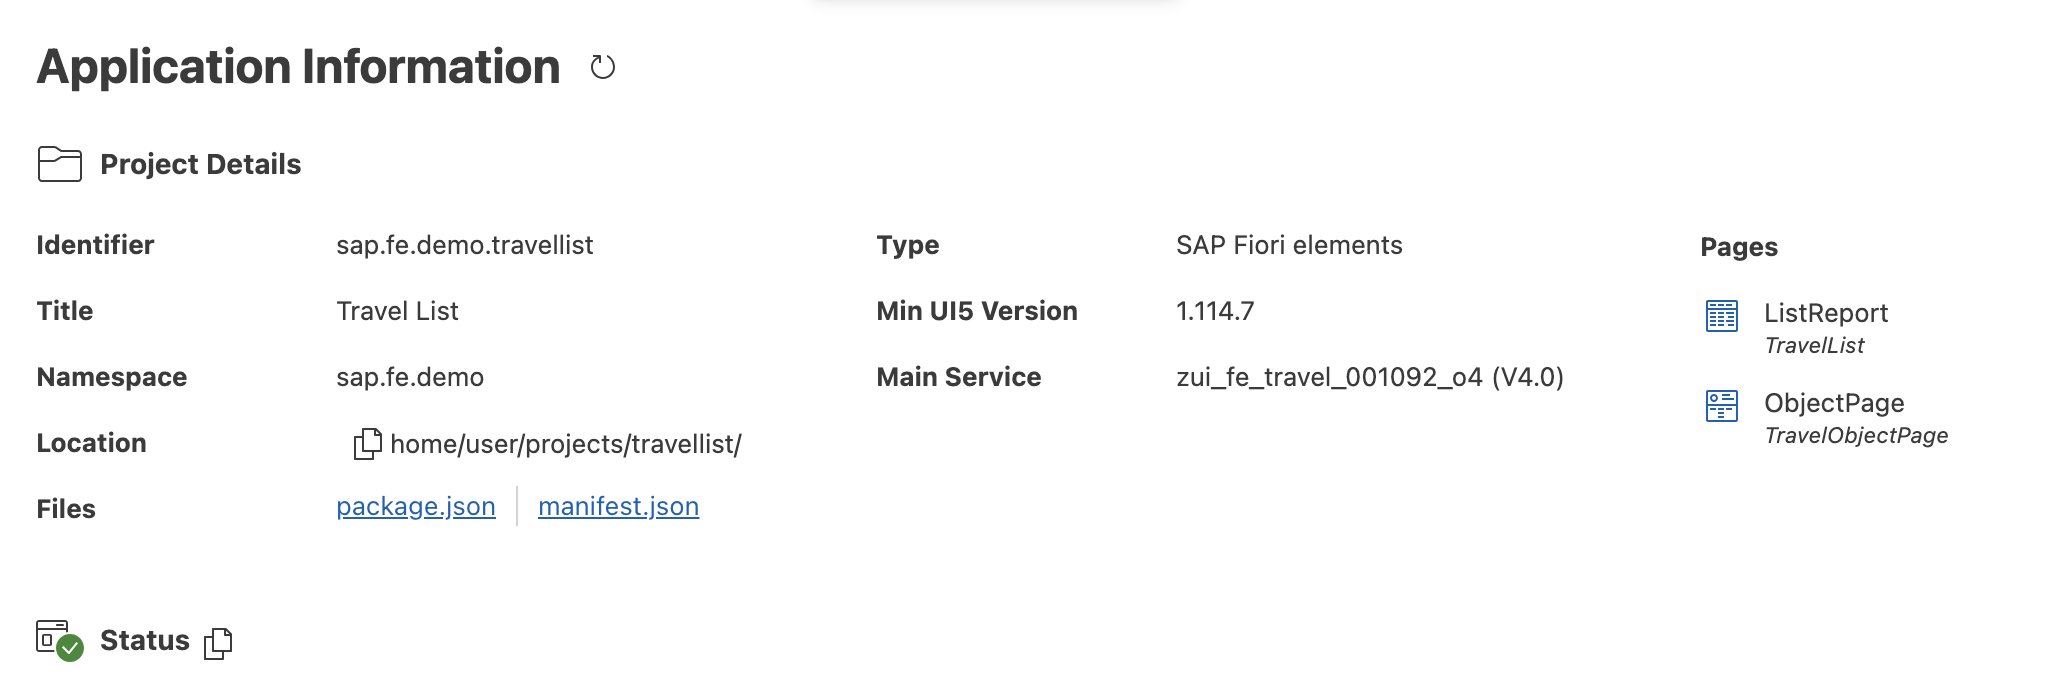 Application Information
Project Details
Identifier sap.fe.demo.travellist
Title Travel List
Namespace sap.fe.demo
Location home/user/projects/travellist/
Files package.json manifest.json
Type SAP Fiori elements
Min UI5 Version 1.114.7
Main Service zui_fe_travel_001092_o4 (V4.0)
Pages
ListReport
TravelList
ObjectPage
TravelObjectPage
Status